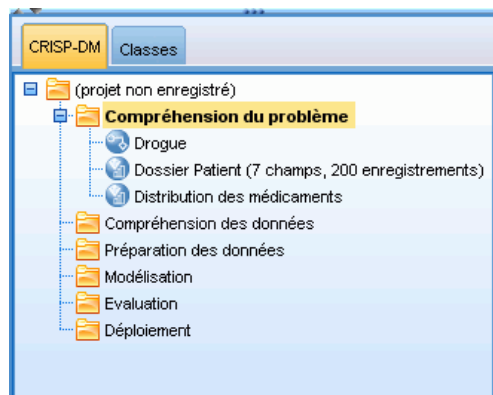 CRISP-DM Classes
(projet non enregistré)
Compréhension du problème
Drogue
Dossier Patient (7 champs, 200 enregistrements)
Distribution des médicaments
Compréhension des données
Préparation des données
Modélisation
Evaluation
Déploiement